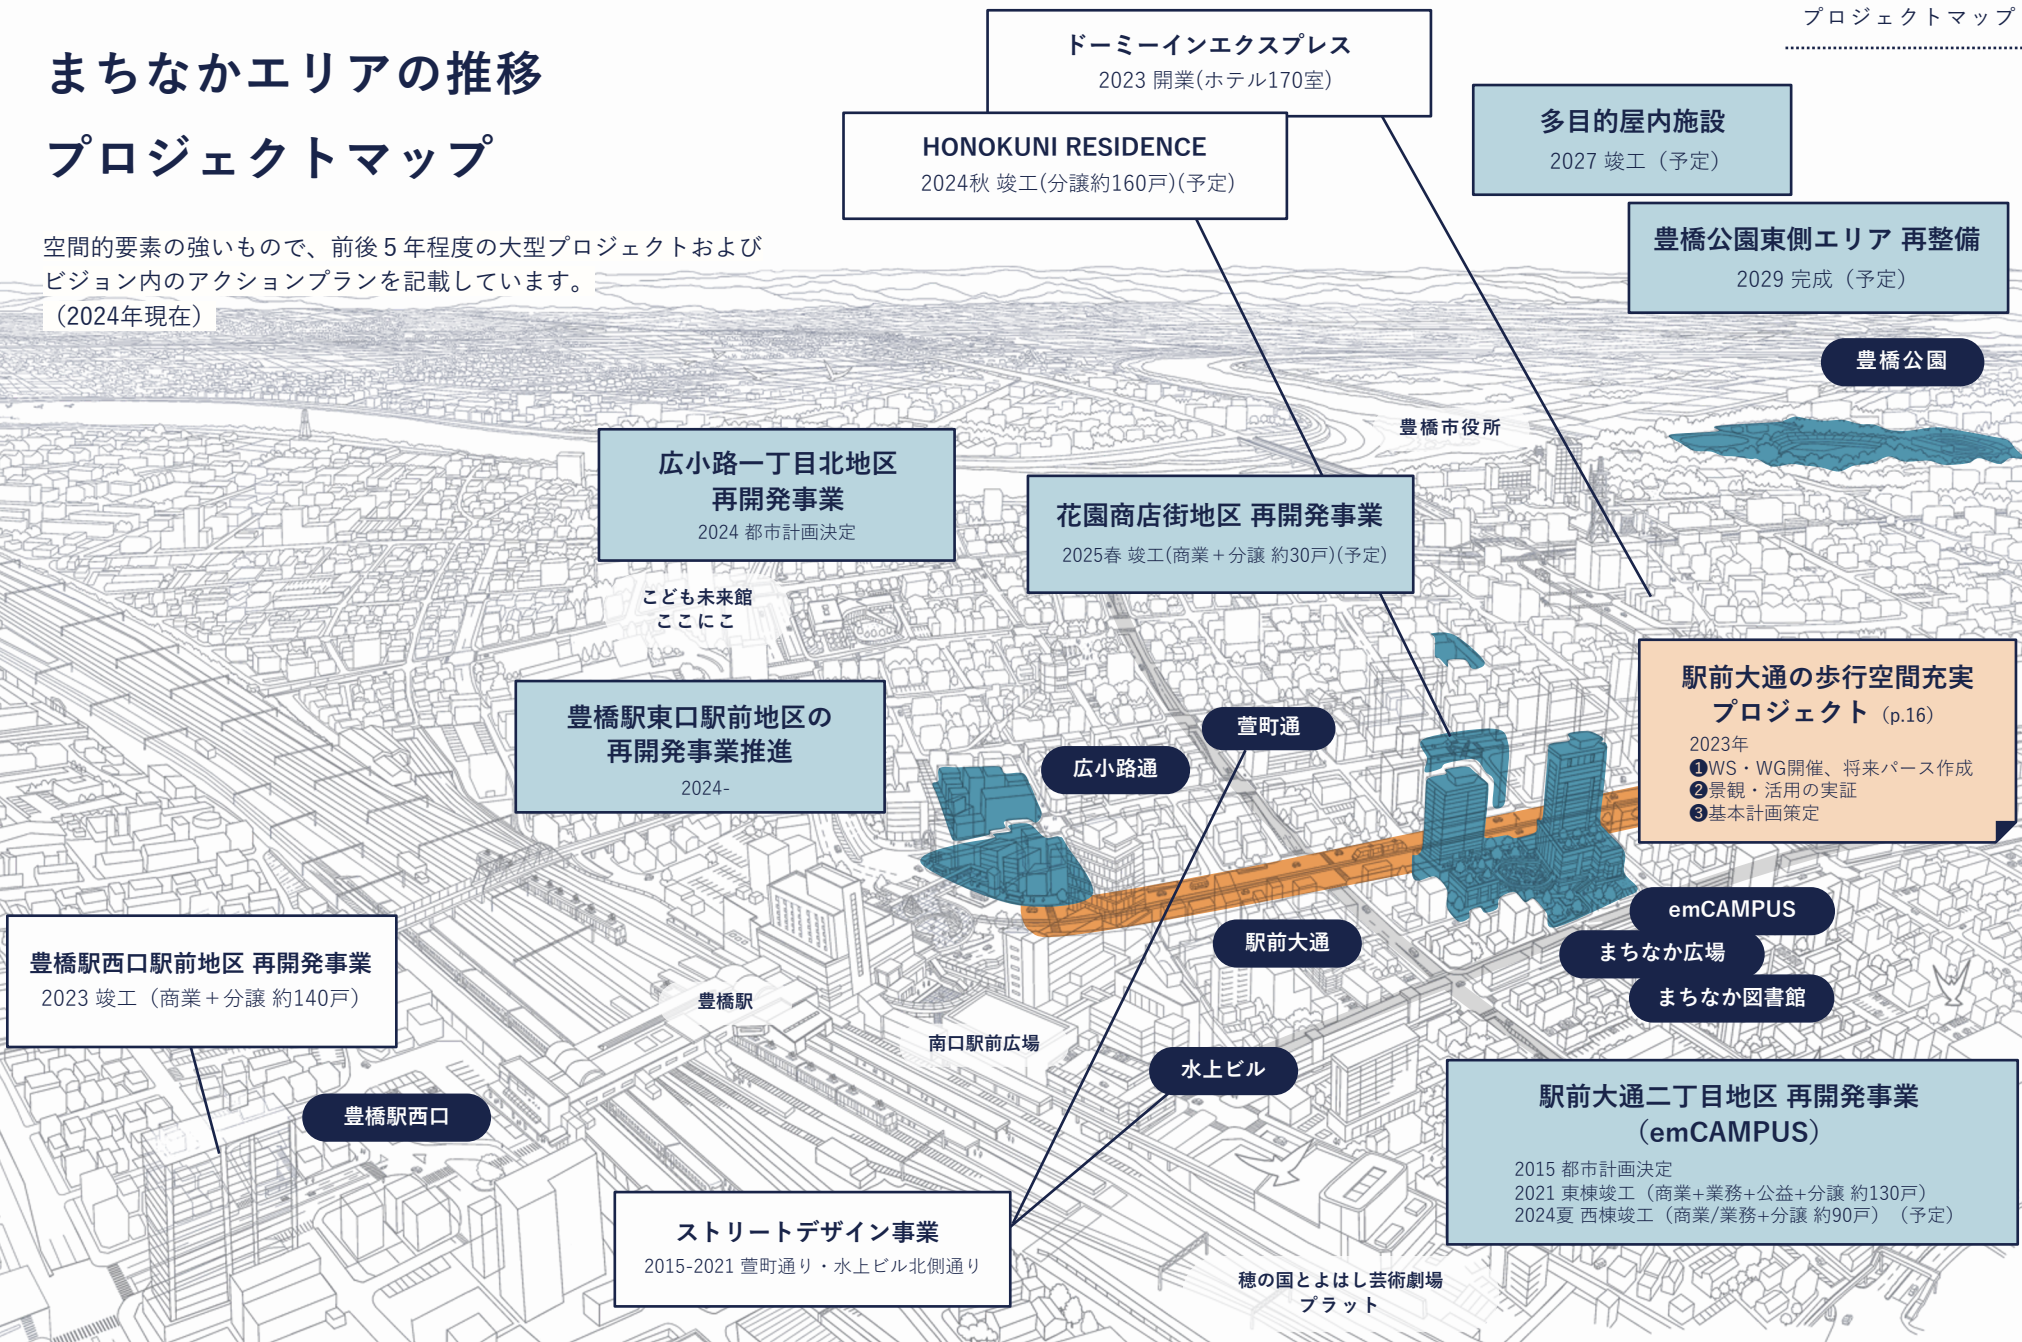 プロジェクトマップ
まちなかエリアの推移
プロジェクトマップ
空間的要素の強いもので、前後５年程度の大型プロジェクトおよび
ビジョン内のアクションプランを記載しています。
（2024年現在）
ドーミーインエクスプレス
2023 開業(ホテル170室)
HONOKUNI RESIDENCE
2024秋 竣工(分譲約160戸)(予定)
多目的屋内施設
2027 竣工（予定）
豊橋公園東側エリア 再整備
2029 完成（予定）
豊橋公園
豊橋市役所
広小路一丁目北地区
再開発事業
2024 都市計画決定
花園商店街地区 再開発事業
2025春 竣工(商業＋分譲 約30戸)(予定)
こども未来館
ここにこ
豊橋駅東口駅前地区の
再開発事業推進
2024-
萱町通
広小路通
駅前大通の歩行空間充実
プロジェクト（p.16）
2023年
❶WS・WG開催、将来パース作成
❷景観・活用の実証
❸基本計画策定
emCAMPUS
まちなか広場
まちなか図書館
駅前大通
豊橋駅西口駅前地区 再開発事業
2023 竣工（商業＋分譲 約140戸）
豊橋駅
南口駅前広場
水上ビル
豊橋駅西口
駅前大通二丁目地区 再開発事業
（emCAMPUS）
2015 都市計画決定
2021 東棟竣工（商業+業務+公益+分譲 約130戸）
2024夏 西棟竣工（商業/業務+分譲 約90戸）（予定）
ストリートデザイン事業
2015-2021 萱町通り・水上ビル北側通り
穂の国とよはし芸術劇場
プラット